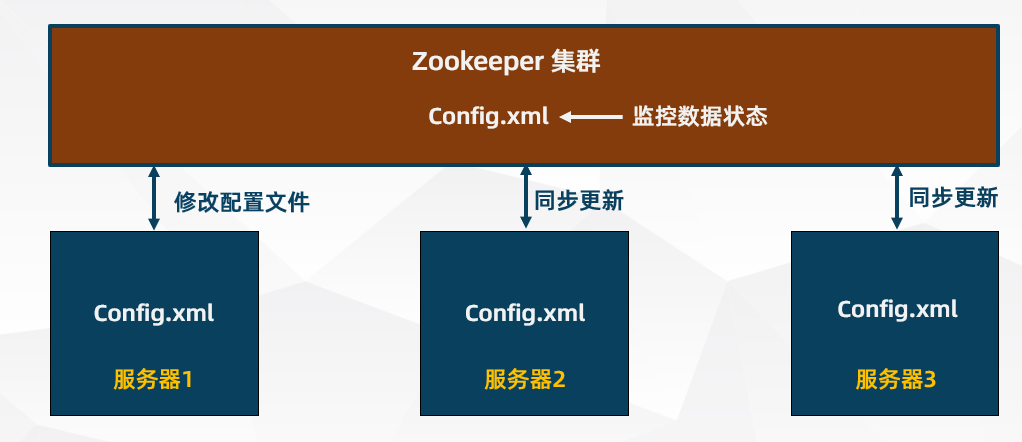 Zookeeper 集群
Config.xml 监控数据状态
修改配置文件
同步更新
同步更新
Config.xml
Config.xml
Config.xml
服务器1
服务器2
服务器3